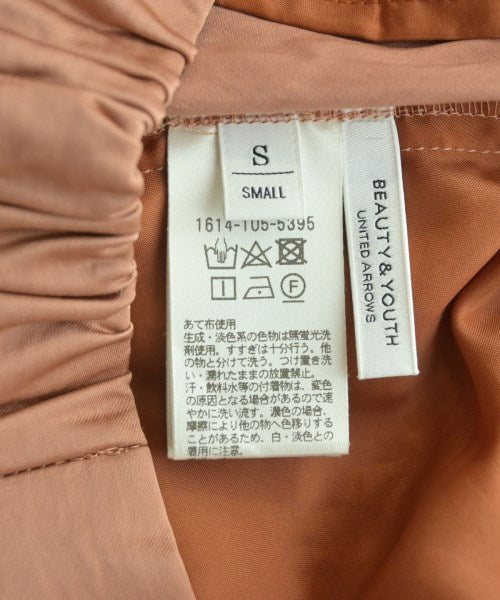 S
SMALL
1614-105-5395
F
あて布使用
生成・淡色系の色物は無蛍光洗
剤使用。すすぎは十分行う。他
の物と分けて洗う。つけ置き洗
い・濡れたままの放置禁止。
汗・飲料水等の付着物は、変色
の原因となる場合があるので速
やかに洗い流す。濃色の場合、
摩擦により他の物へ色移りする
ことがあるため、白・淡色との
着用に注意。
BEAUTY & YOUTH
UNITED ARROWS